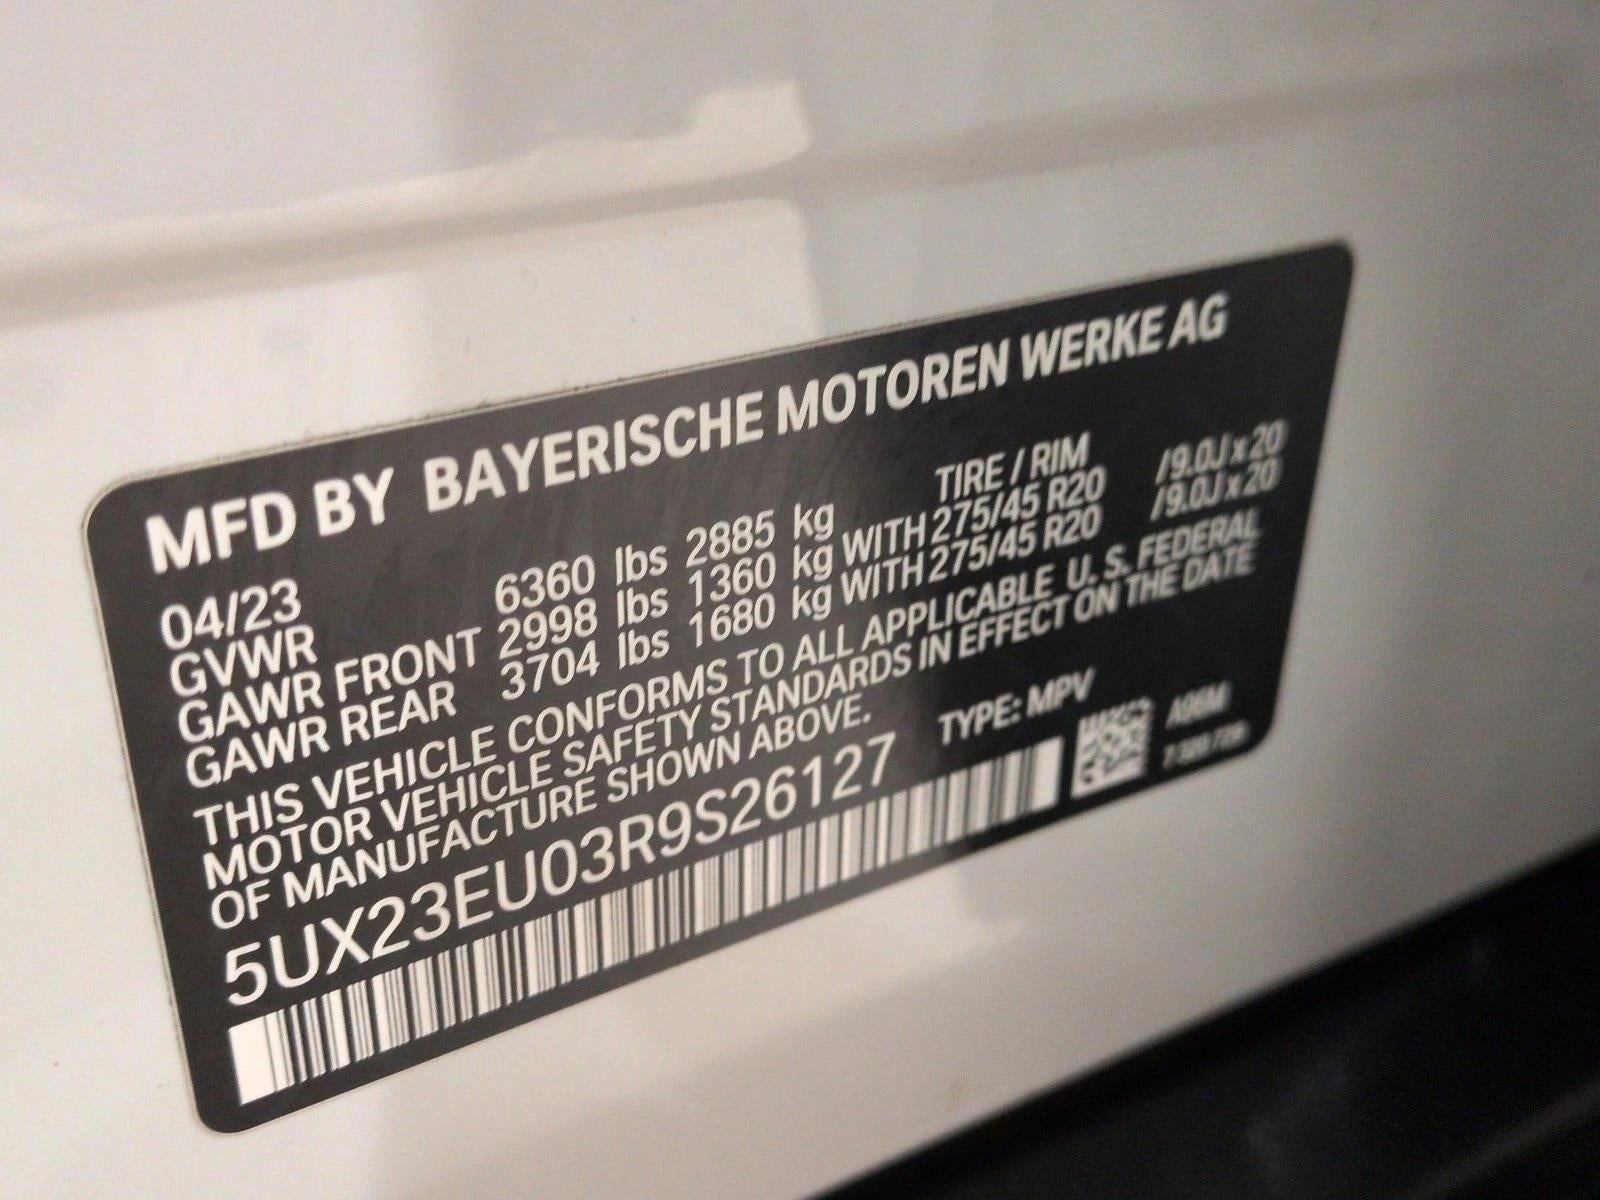 MFD BY BAYERISCHE MOTOREN WERKE AG
04/23 TIRE / RIM
GVWR 6360 lbs 2885 kg
GAWR FRONT 2998 lbs 1360 kg WITH 275/45 R20 /9.0J x 20
GAWR REAR 3704 lbs 1680 kg WITH 275/45 R20 /9.0J x 20
THIS VEHICLE CONFORMS TO ALL APPLICABLE U. S. FEDERAL
MOTOR VEHICLE SAFETY STANDARDS IN EFFECT ON THE DATE
OF MANUFACTURE SHOWN ABOVE.
5UX23EU03R9S26127 TYPE: MPV